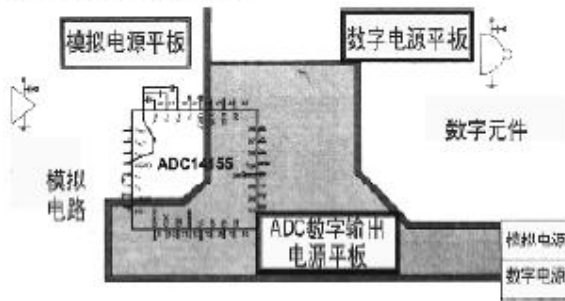 模拟电源平板
数字电源平板
数字元件
ADC14155
模拟
电路
ADC数字输出
电源平板
模拟电源
数字电源